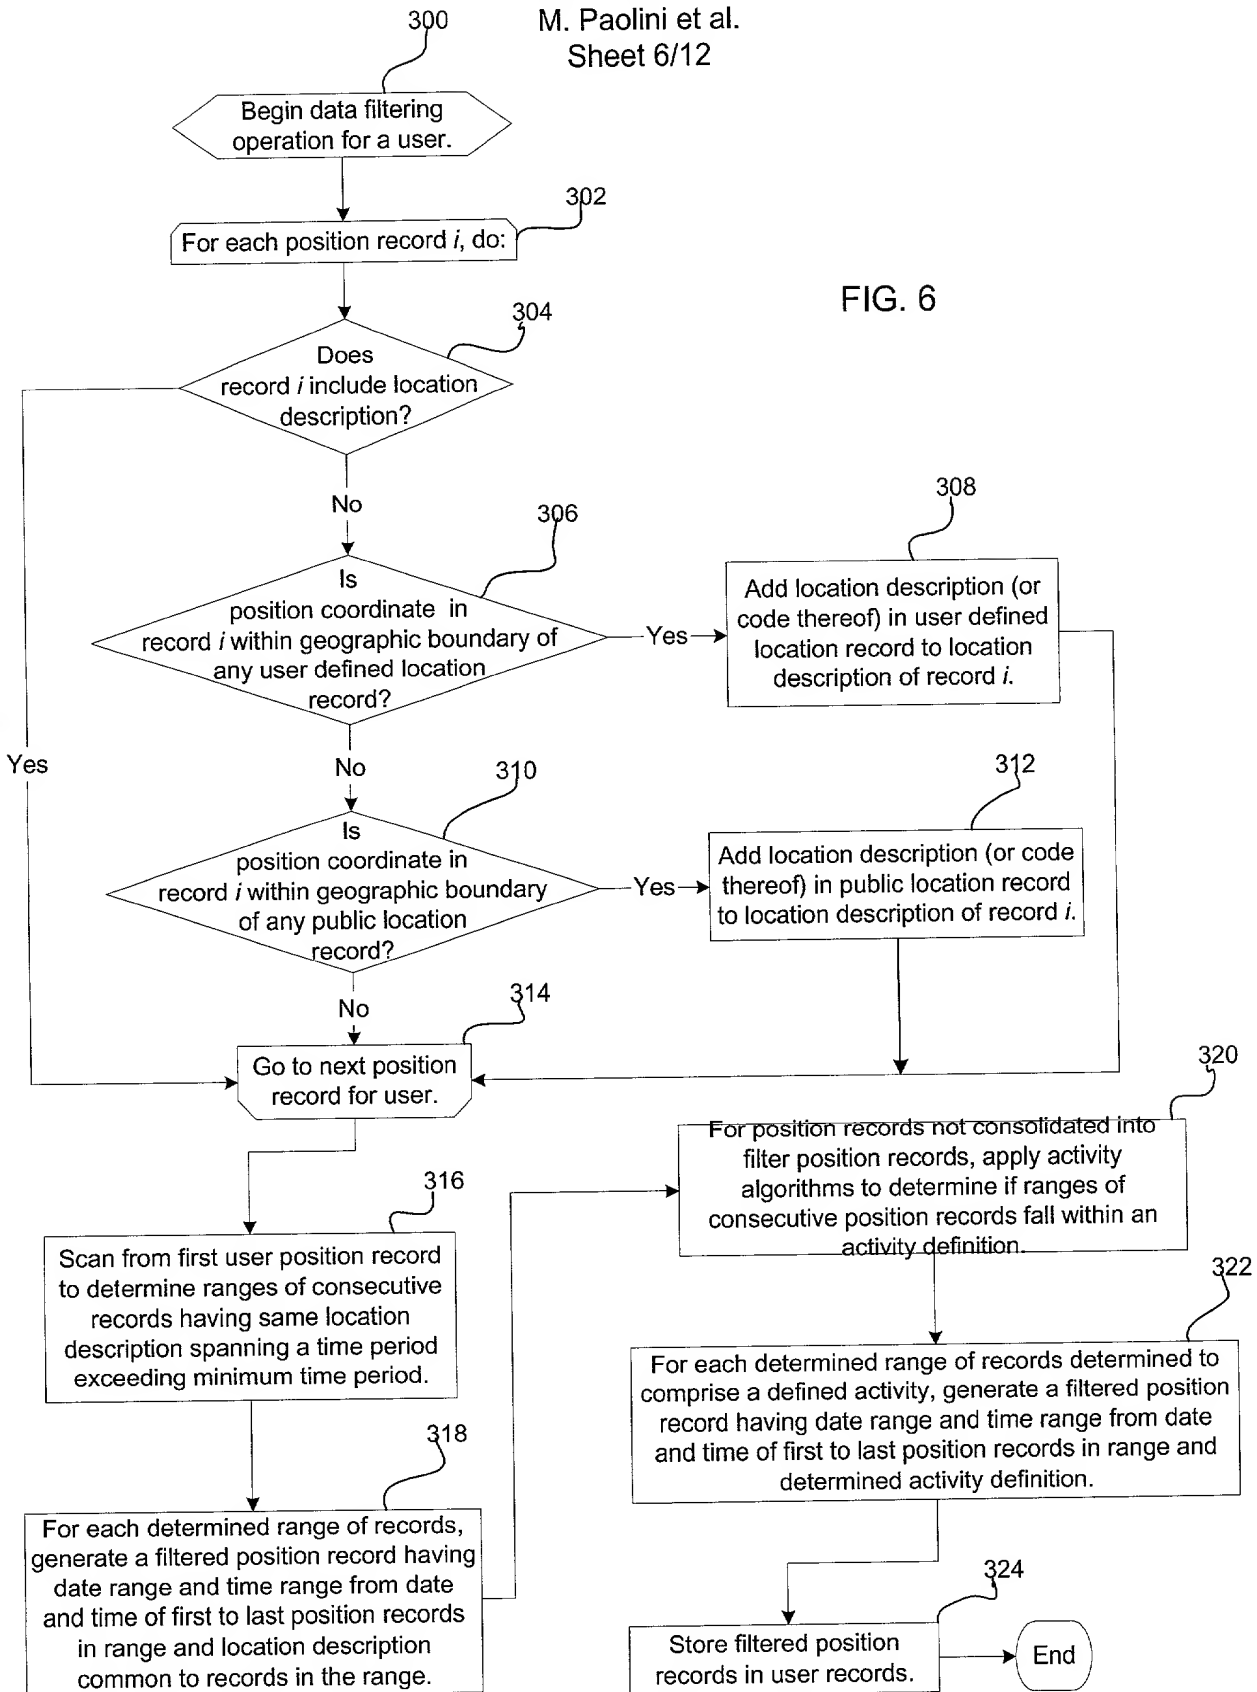 300
M. Paolini et al.
Sheet 6/12
Begin data filtering
operation for a user.
302
For each position record i, do:
FIG. 6
304
Does
record i include location
description?
No
306
308
Is
position coordinate in
record i within geographic boundary of
any user defined location
record?
Yes
Add location description (or
code thereof) in user defined
location record to location
description of record i.
Yes
No
310
312
Is
position coordinate in
record i within geographic boundary
of any public location
record?
Yes
Add location description (or code
thereof) in public location record
to location description of record i.
No
314
Go to next position
record for user.
316
Scan from first user position record
to determine ranges of consecutive
records having same location
description spanning a time period
exceeding minimum time period.
318
For each determined range of records,
generate a filtered position record having
date range and time range from date
and time of first to last position records
in range and location description
common to records in the range.
320
For position records not consolidated into
filter position records, apply activity
algorithms to determine if ranges of
consecutive position records fall within an
activity definition.
322
For each determined range of records determined to
comprise a defined activity, generate a filtered position
record having date range and time range from date
and time of first to last position records in range and
determined activity definition.
324
Store filtered position
records in user records.
End